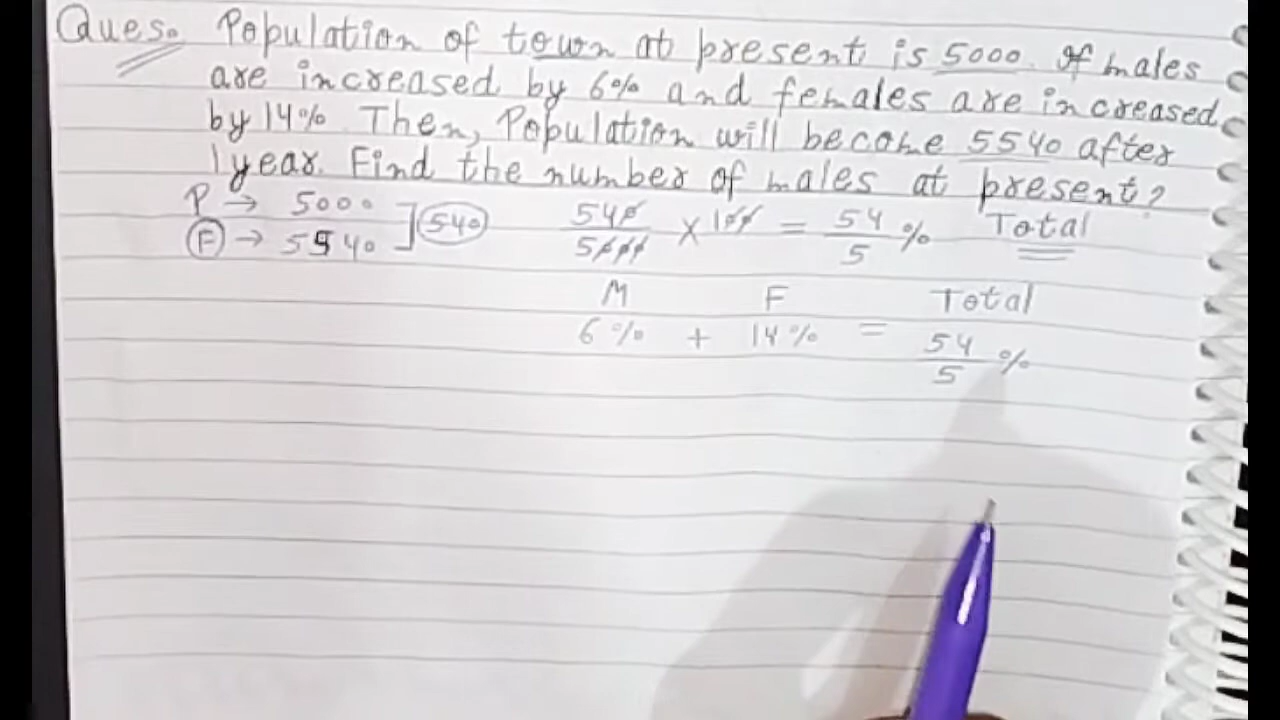 Ques. Population of town at present is 5000. If males
are increased by 6% and females are increased
by 14%. Then, Population will become 5540 after
1 year. Find the number of males at present?
P → 5000
F → 5540
540
540/5000 × 100 = 54/5 % Total
M F Total
6% + 14% = 54/5 %